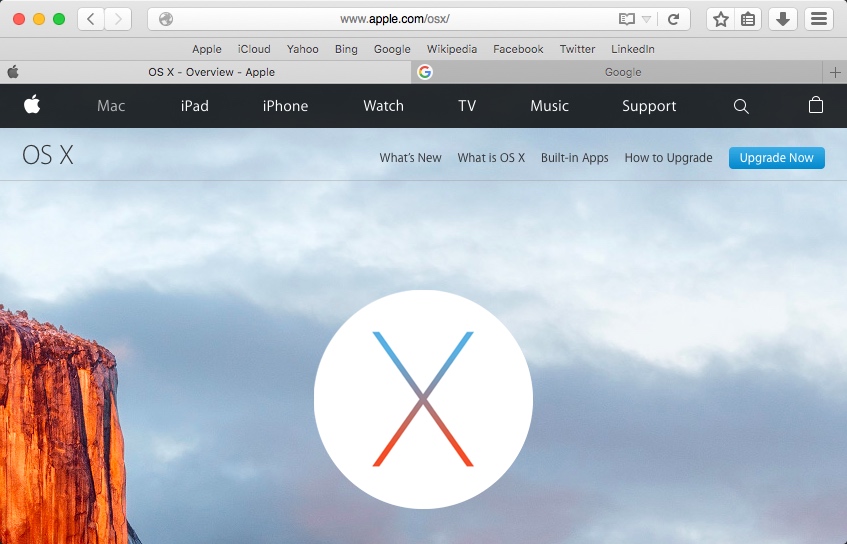 www.apple.com/osx/
Apple iCloud Yahoo Bing Google Wikipedia Facebook Twitter LinkedIn
OS X - Overview - Apple Google
Mac iPad iPhone Watch TV Music Support
OS X What's New What is OS X Built-in Apps How to Upgrade Upgrade Now
X